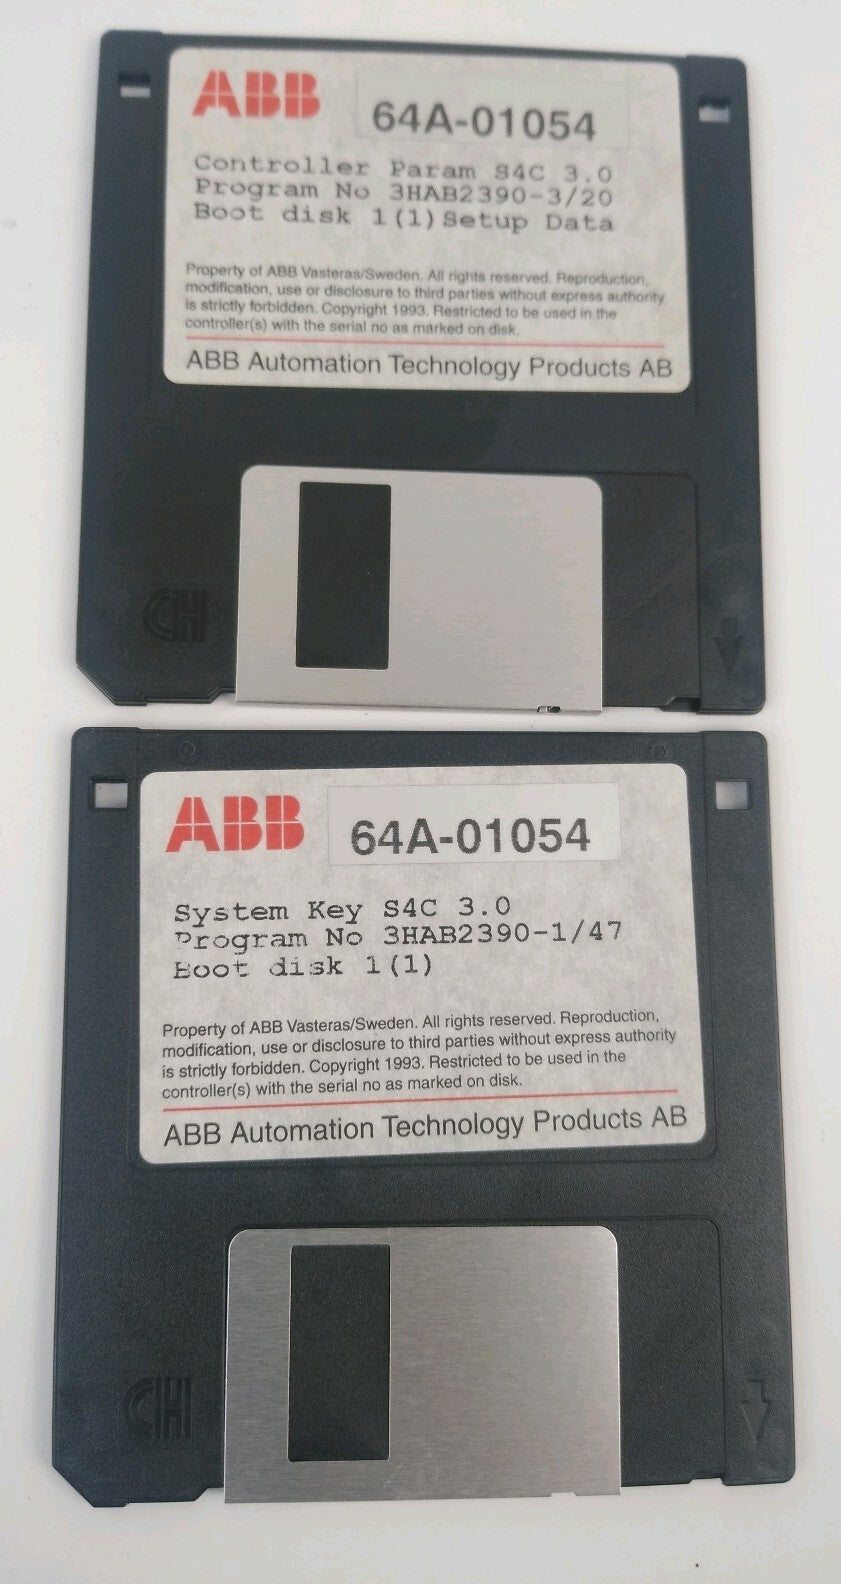 ABB
64A-01054
Controller Param S4C 3.0
Program No 3HAB2390-3/20
Boot disk 1(1)Setup Data
Property of ABB Vasteras/Sweden. All rights reserved. Reproduction,
modification, use or disclosure to third parties without express authority
is strictly forbidden. Copyright 1993. Restricted to be used in the
controller(s) with the serial no as marked on disk.
ABB Automation Technology Products AB
CH
ABB
64A-01054
System Key S4C 3.0
Program No 3HAB2390-1/47
Boot disk 1(1)
Property of ABB Vasteras/Sweden. All rights reserved. Reproduction,
modification, use or disclosure to third parties without express authority
is strictly forbidden. Copyright 1993. Restricted to be used in the
controller(s) with the serial no as marked on disk.
ABB Automation Technology Products AB
CH